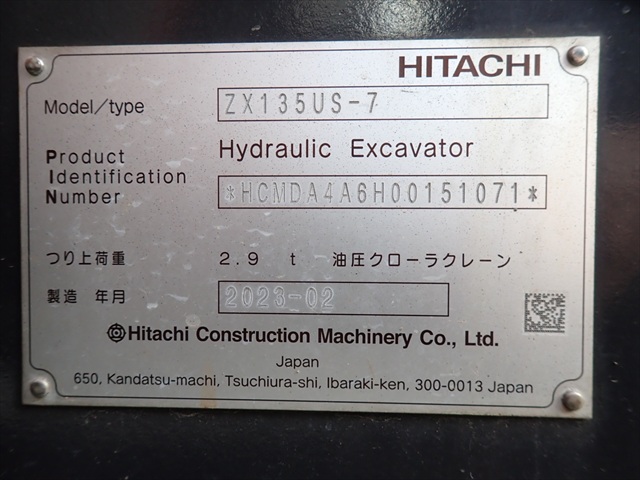 HITACHI
Model/type ZX135US-7
Product Hydraulic Excavator
Identification
Number *HCMDA4A6H00151071*
つり上荷重 2.9 t 油圧クローラクレーン
製造 年月 2023-02
Hitachi Construction Machinery Co., Ltd.
Japan
650, Kandatsu-machi, Tsuchiura-shi, Ibaraki-ken, 300-0013 Japan